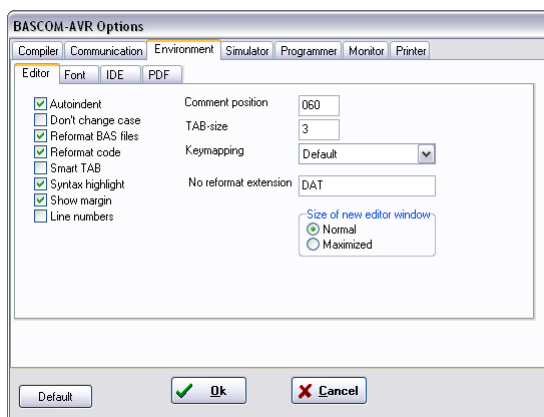 BASCOM-AVR Options
Compiler Communication Environment Simulator Programmer Monitor Printer
Editor Font IDE PDF
Autoindent
Don't change case
Reformat BAS files
Reformat code
Smart TAB
Syntax highlight
Show margin
Line numbers
Comment position 060
TAB-size 3
Keymapping Default
No reformat extension DAT
Size of new editor window
Normal
Maximized
Default Ok Cancel